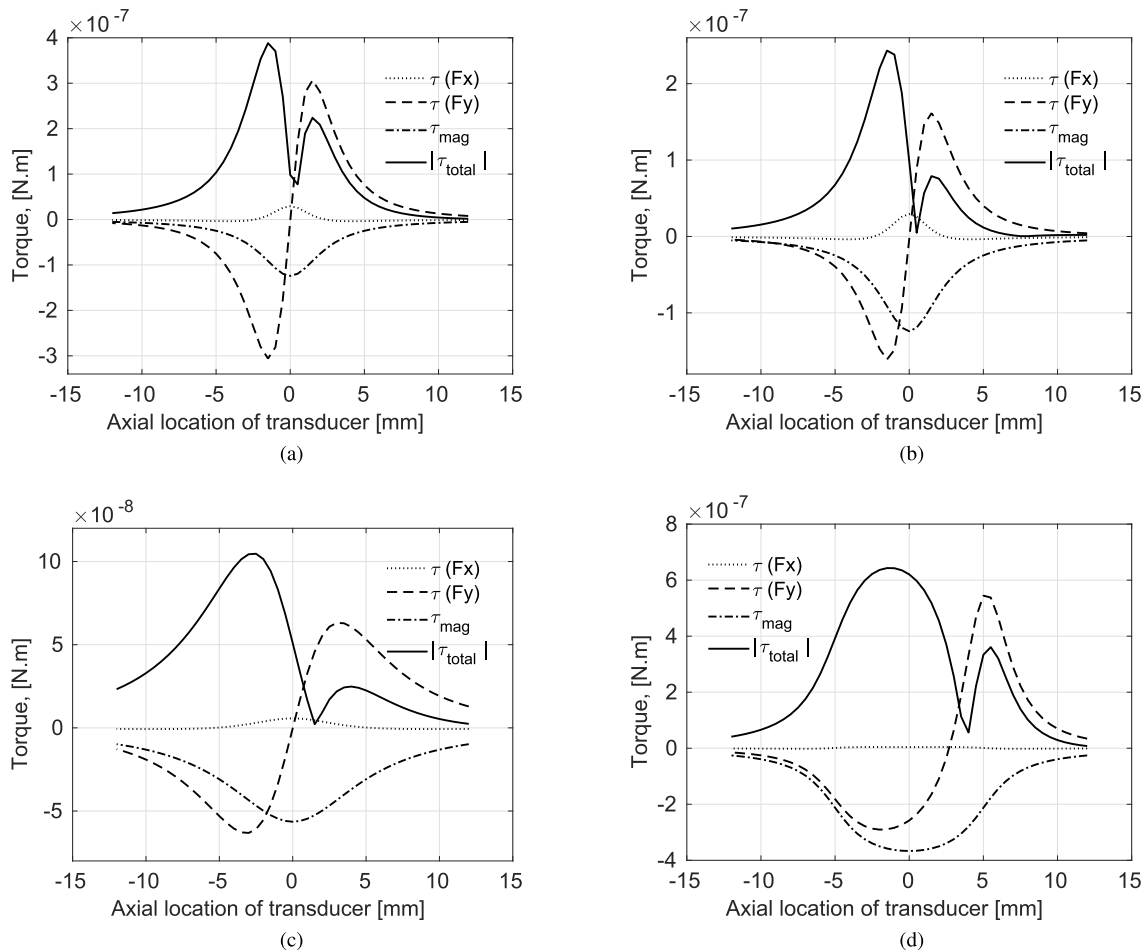 (a)
×10⁻⁷
4
3
2
1
0
-1
-2
-3
Torque, [N.m]
τ (Fx)
τ (Fy)
τmag
|τtotal|
-15 -10 -5 0 5 10 15
Axial location of transducer [mm]
(a)
(b)
×10⁻⁷
2
1
0
-1
Torque, [N.m]
τ (Fx)
τ (Fy)
τmag
|τtotal|
-15 -10 -5 0 5 10 15
Axial location of transducer [mm]
(b)
(c)
×10⁻⁸
10
5
0
-5
Torque, [N.m]
τ (Fx)
τ (Fy)
τmag
|τtotal|
-15 -10 -5 0 5 10 15
Axial location of transducer [mm]
(c)
(d)
×10⁻⁷
8
6
4
2
0
-2
-4
Torque, [N.m]
τ (Fx)
τ (Fy)
τmag
|τtotal|
-15 -10 -5 0 5 10 15
Axial location of transducer [mm]
(d)